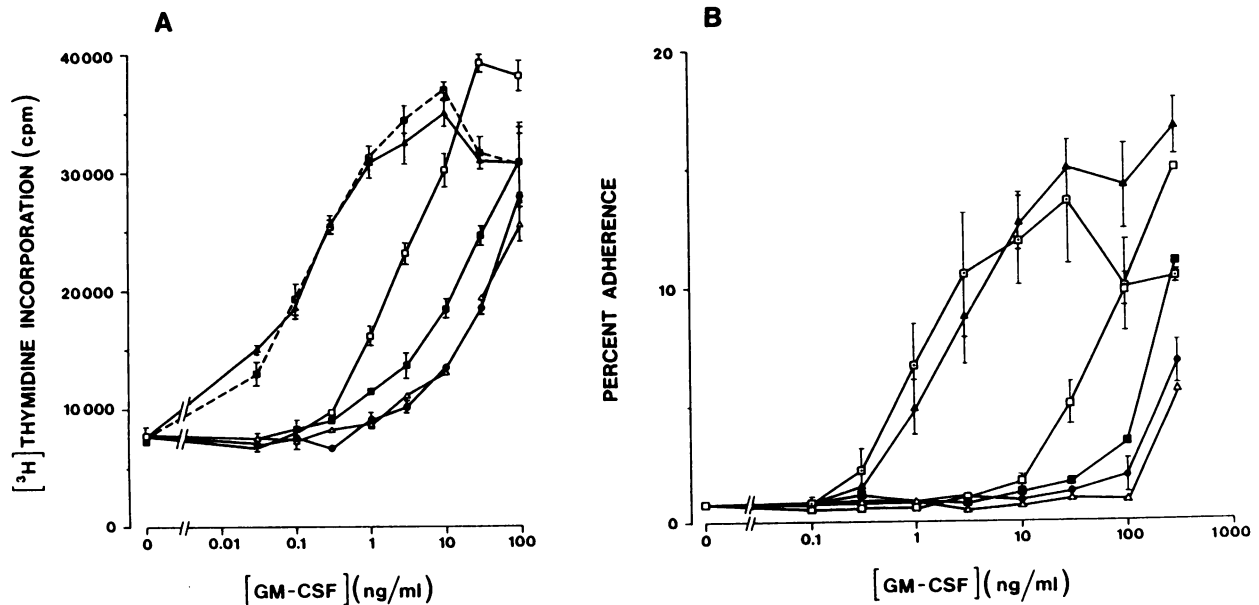 A
40000
30000
20000
10000
0
[³H]THYMIDINE INCORPORATION (cpm)
0 0.01 0.1 1 10 100
[GM-CSF](ng/ml)
B
20
10
0
PERCENT ADHERENCE
0 0.1 1 10 100 1000
[GM-CSF](ng/ml)